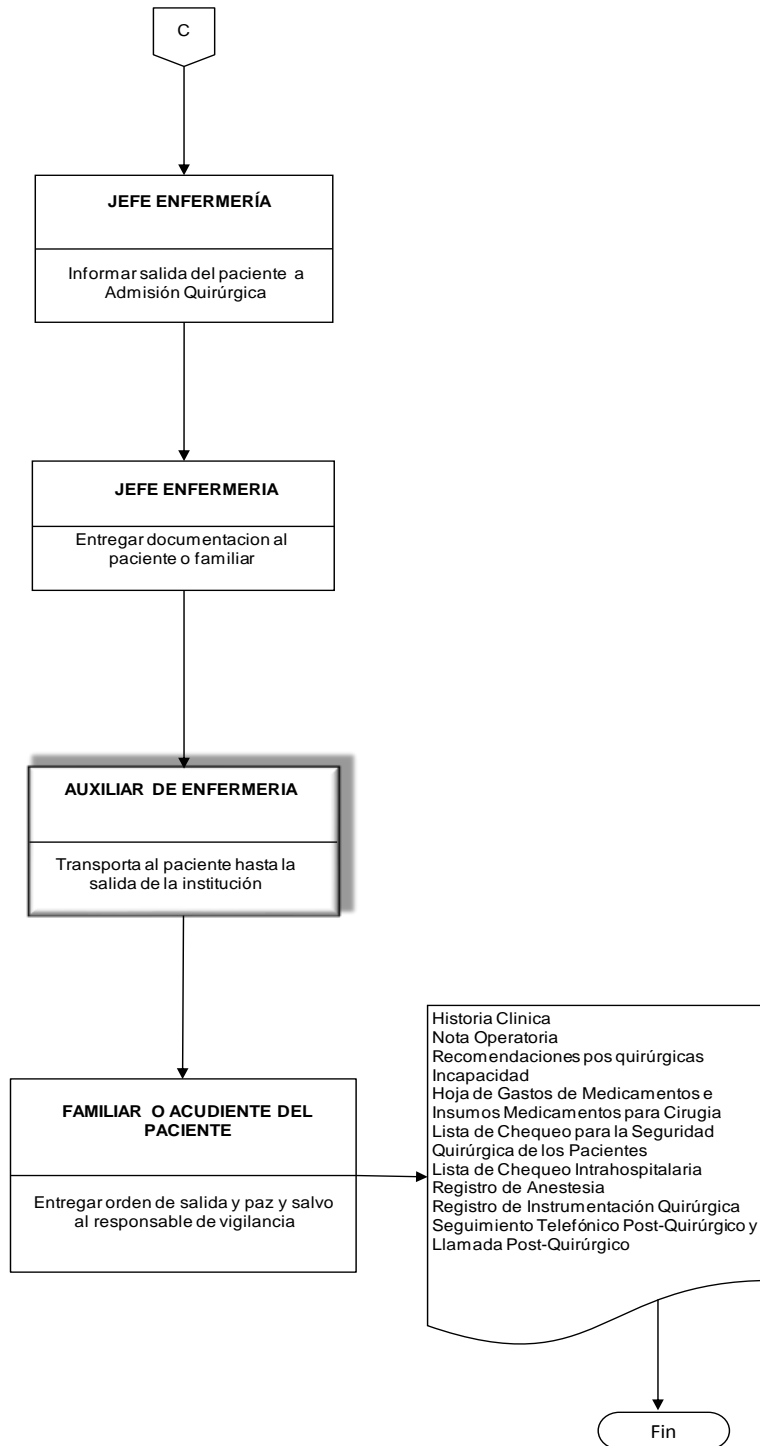 C
JEFE ENFERMERÍA
Informar salida del paciente a
Admisión Quirúrgica
JEFE ENFERMERIA
Entregar documentacion al
paciente o familiar
AUXILIAR DE ENFERMERIA
Transporta al paciente hasta la
salida de la institución
FAMILIAR O ACUDIENTE DEL
PACIENTE
Entregar orden de salida y paz y salvo
al responsable de vigilancia
Historia Clinica
Nota Operatoria
Recomendaciones pos quirúrgicas
Incapacidad
Hoja de Gastos de Medicamentos e
Insumos Medicamentos para Cirugia
Lista de Chequeo para la Seguridad
Quirúrgica de los Pacientes
Lista de Chequeo Intrahospitalaria
Registro de Anestesia
Registro de Instrumentación Quirúrgica
Seguimiento Telefónico Post-Quirúrgico y
Llamada Post-Quirúrgico
Fin